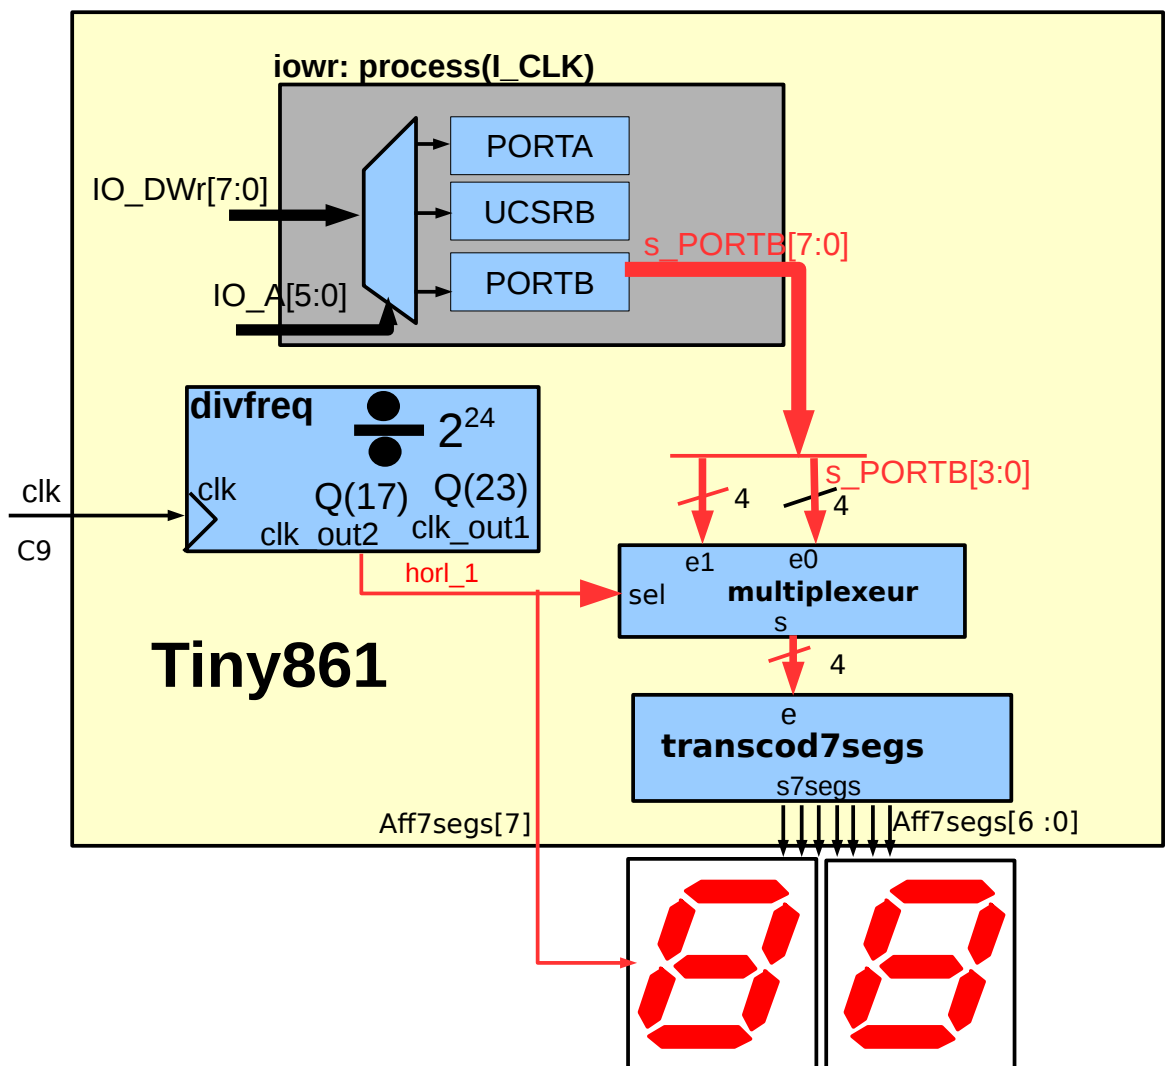 iowr: process(I_CLK)
PORTA
IO_DWr[7:0]
UCSRB
s_PORTB[7:0]
PORTB
IO_A[5:0]
divfreq
÷ 2^24
s_PORTB[3:0]
clk
clk
Q(17)
Q(23)
4
4
clk_out2
clk_out1
C9
e1
e0
horl_1
sel
multiplexeur
s
Tiny861
4
e
transcod7segs
s7segs
Aff7segs[7]
Aff7segs[6 :0]
8 8